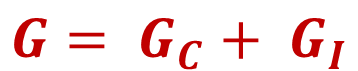 G = G_C + G_I